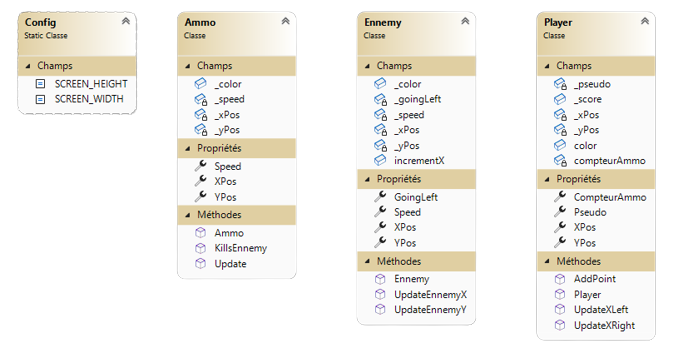 Config
Static Classe
Champs
SCREEN_HEIGHT
SCREEN_WIDTH
Ammo
Classe
Champs
_color
_speed
_xPos
_yPos
Propriétés
Speed
XPos
YPos
Méthodes
Ammo
KillsEnnemy
Update
Ennemy
Classe
Champs
_color
_goingLeft
_speed
_xPos
_yPos
incrementX
Propriétés
GoingLeft
Speed
XPos
YPos
Méthodes
Ennemy
UpdateEnnemyX
UpdateEnnemyY
Player
Classe
Champs
_pseudo
_score
_xPos
_yPos
color
compteurAmmo
Propriétés
CompteurAmmo
Pseudo
XPos
YPos
Méthodes
AddPoint
Player
UpdateXLeft
UpdateXRight